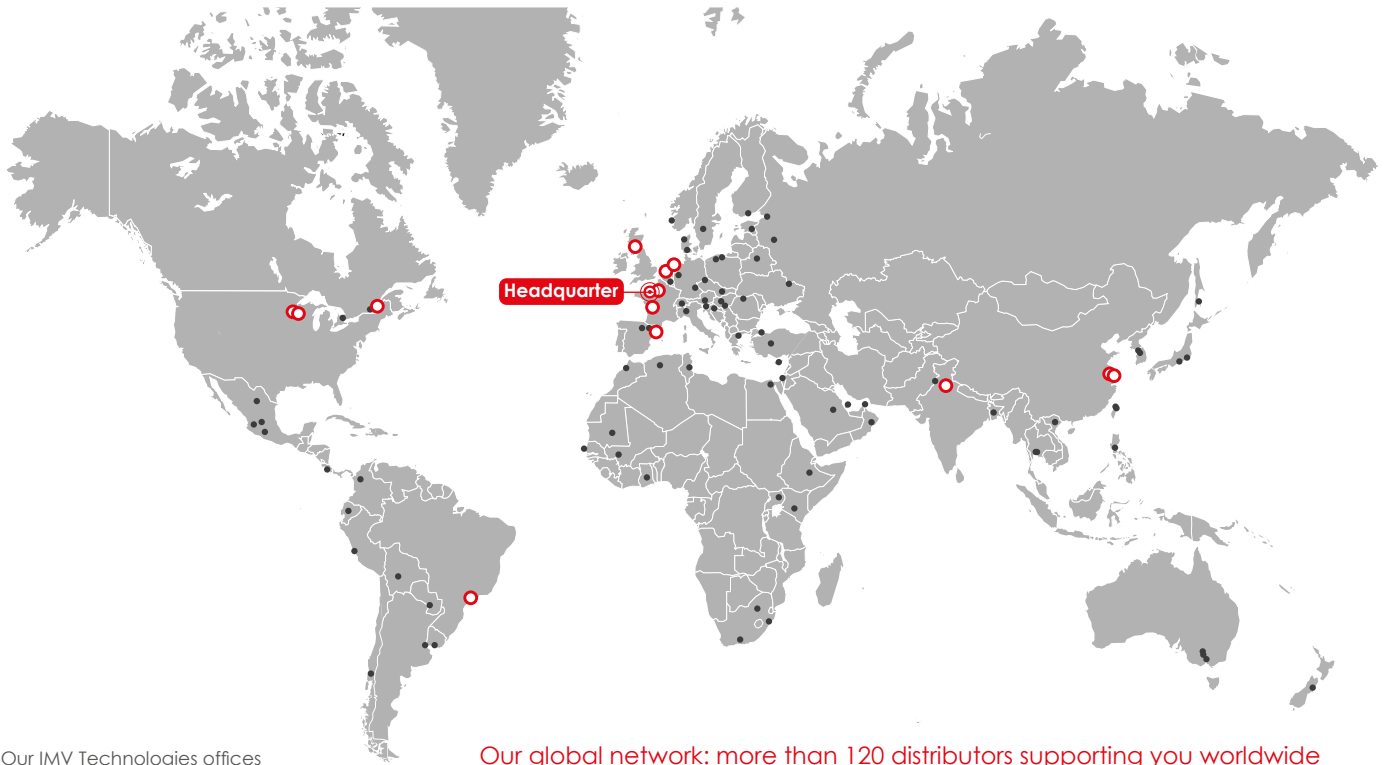 Headquarter
Our IMV Technologies offices
Our global network: more than 120 distributors supporting you worldwide